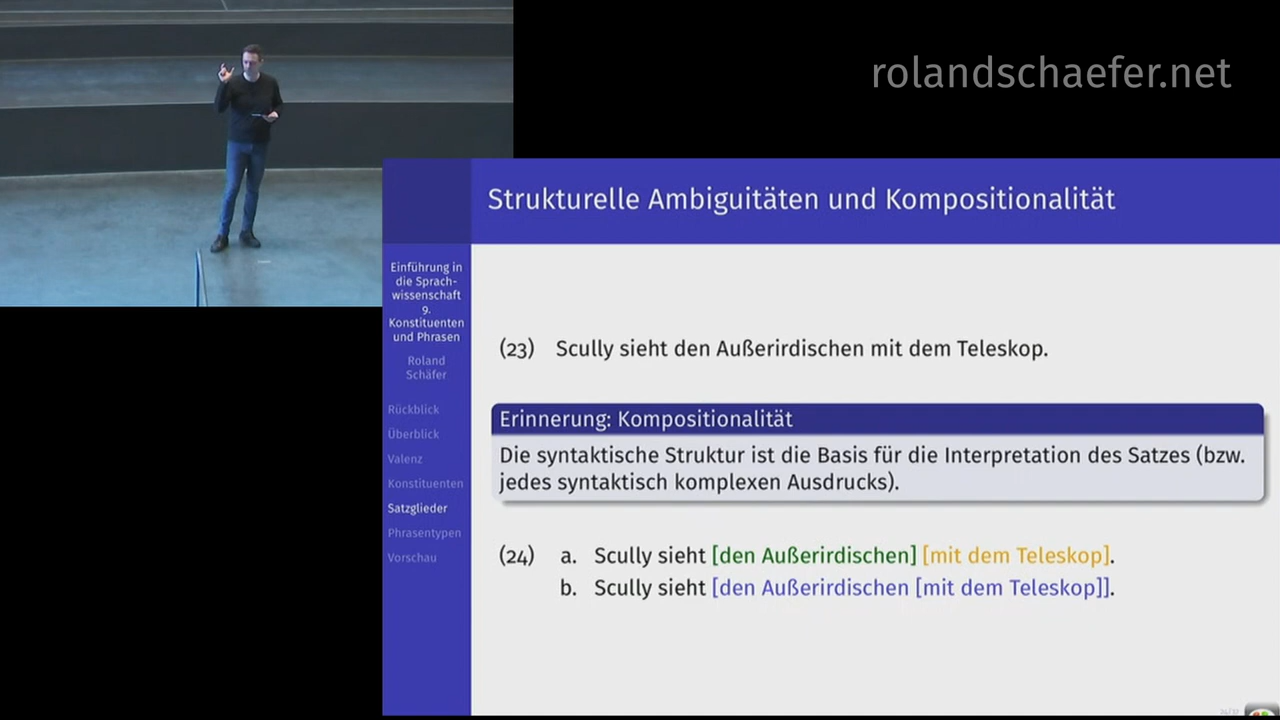 rolandschaefer.net
Strukturelle Ambiguitäten und Kompositionalität
Einführung in
die Sprach-
wissenschaft
9.
Konstituenten
und Phrasen
Roland
Schäfer
Rückblick
Überblick
Valenz
Konstituenten
Satzglieder
Phrasentypen
Vorschau
(23) Scully sieht den Außerirdischen mit dem Teleskop.
Erinnerung: Kompositionalität
Die syntaktische Struktur ist die Basis für die Interpretation des Satzes (bzw.
jedes syntaktisch komplexen Ausdrucks).
(24) a. Scully sieht [den Außerirdischen] [mit dem Teleskop].
b. Scully sieht [den Außerirdischen [mit dem Teleskop]].